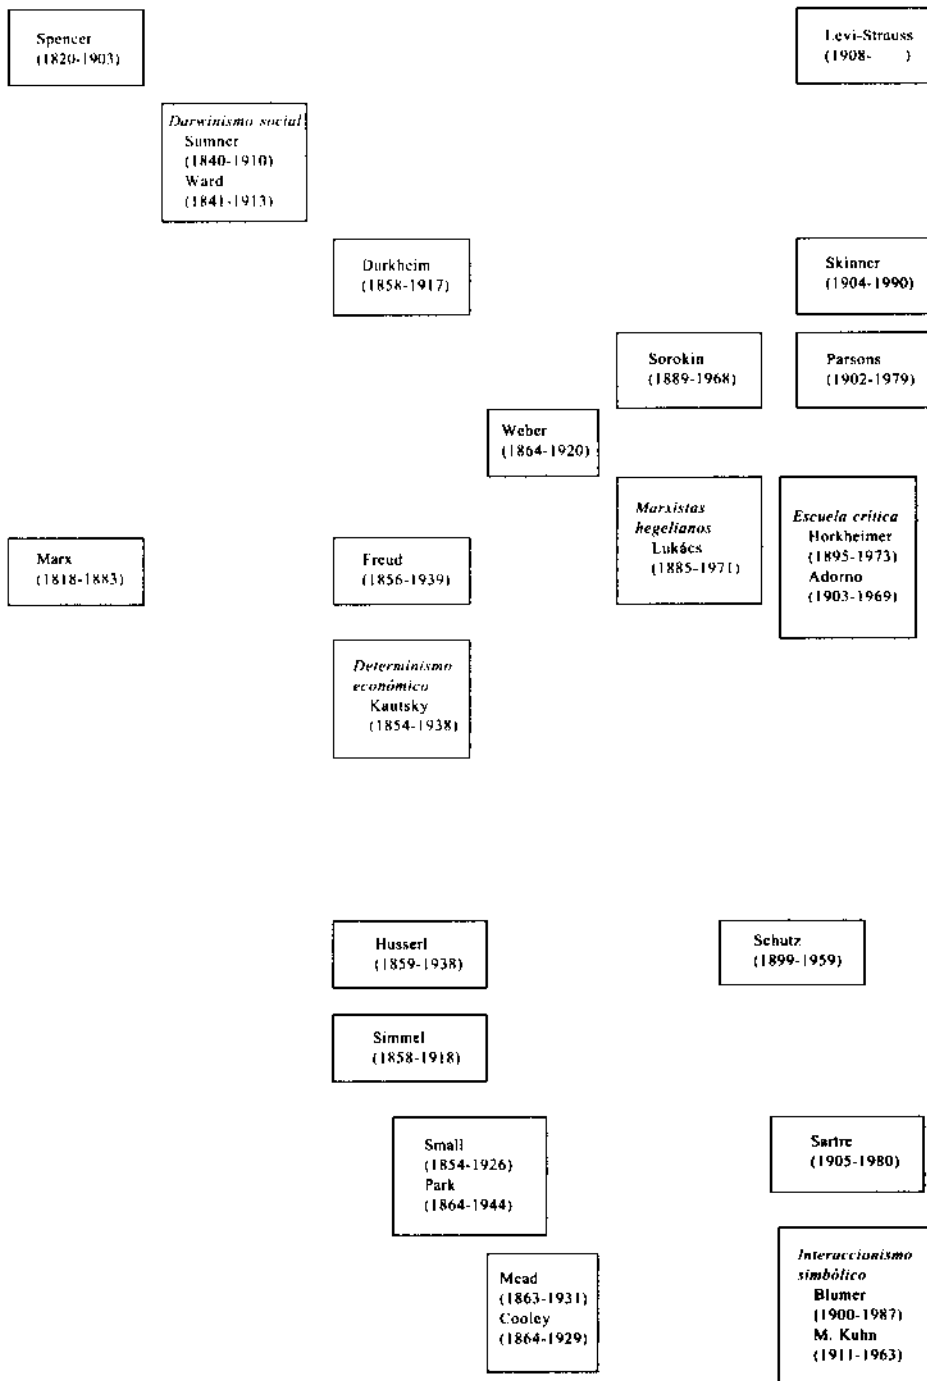 Spencer
(1820-1903)
Levi-Strauss
(1908- )
Darwinismo social
Sumner
(1840-1910)
Ward
(1841-1913)
Durkheim
(1858-1917)
Skinner
(1904-1990)
Sorokin
(1889-1968)
Parsons
(1902-1979)
Weber
(1864-1920)
Marxistas
hegelianos
Lukács
(1885-1971)
Escuela crítica
Horkheimer
(1895-1973)
Adorno
(1903-1969)
Marx
(1818-1883)
Freud
(1856-1939)
Determinismo
económico
Kautsky
(1854-1938)
Husserl
(1859-1938)
Schutz
(1899-1959)
Simmel
(1858-1918)
Small
(1854-1926)
Park
(1864-1944)
Sartre
(1905-1980)
Mead
(1863-1931)
Cooley
(1864-1929)
Interaccionismo
simbólico
Blumer
(1900-1987)
M. Kuhn
(1911-1963)